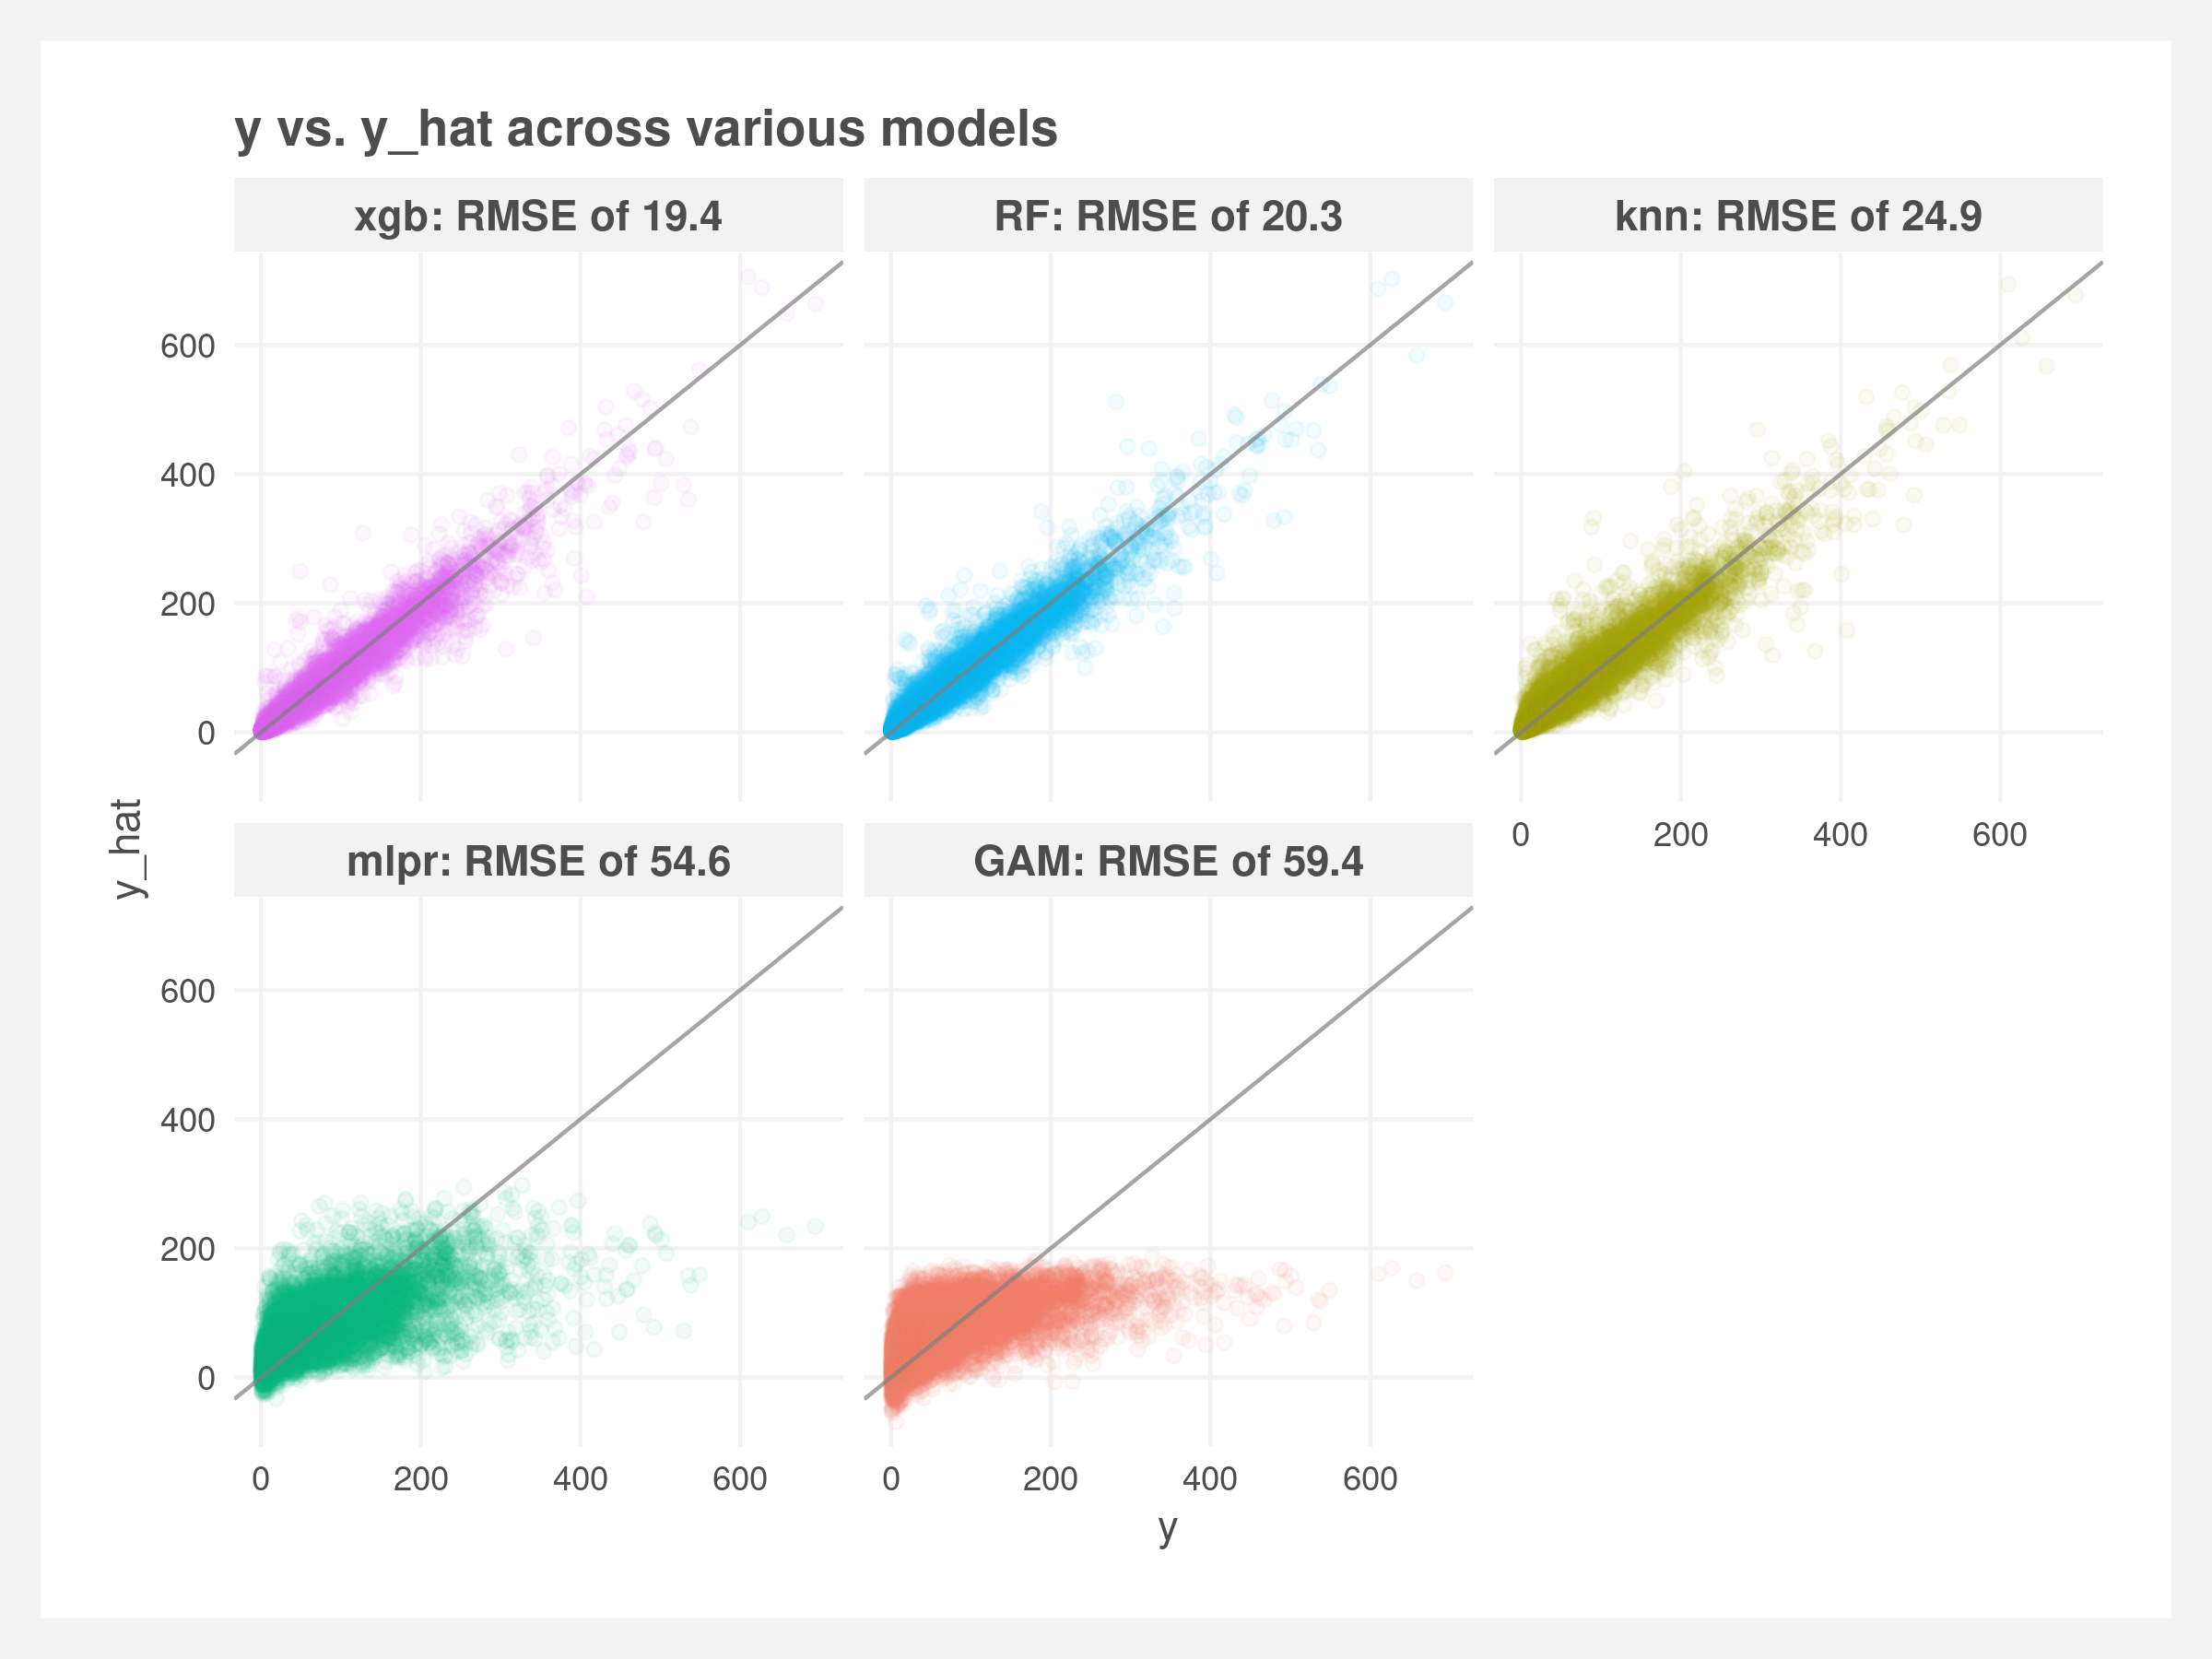 y vs. y_hat across various models
xgb: RMSE of 19.4
RF: RMSE of 20.3
knn: RMSE of 24.9
600
400
200
0
0 200 400 600
y_hat
mlpr: RMSE of 54.6
GAM: RMSE of 59.4
600
400
200
0
0 200 400 600
0 200 400 600
y